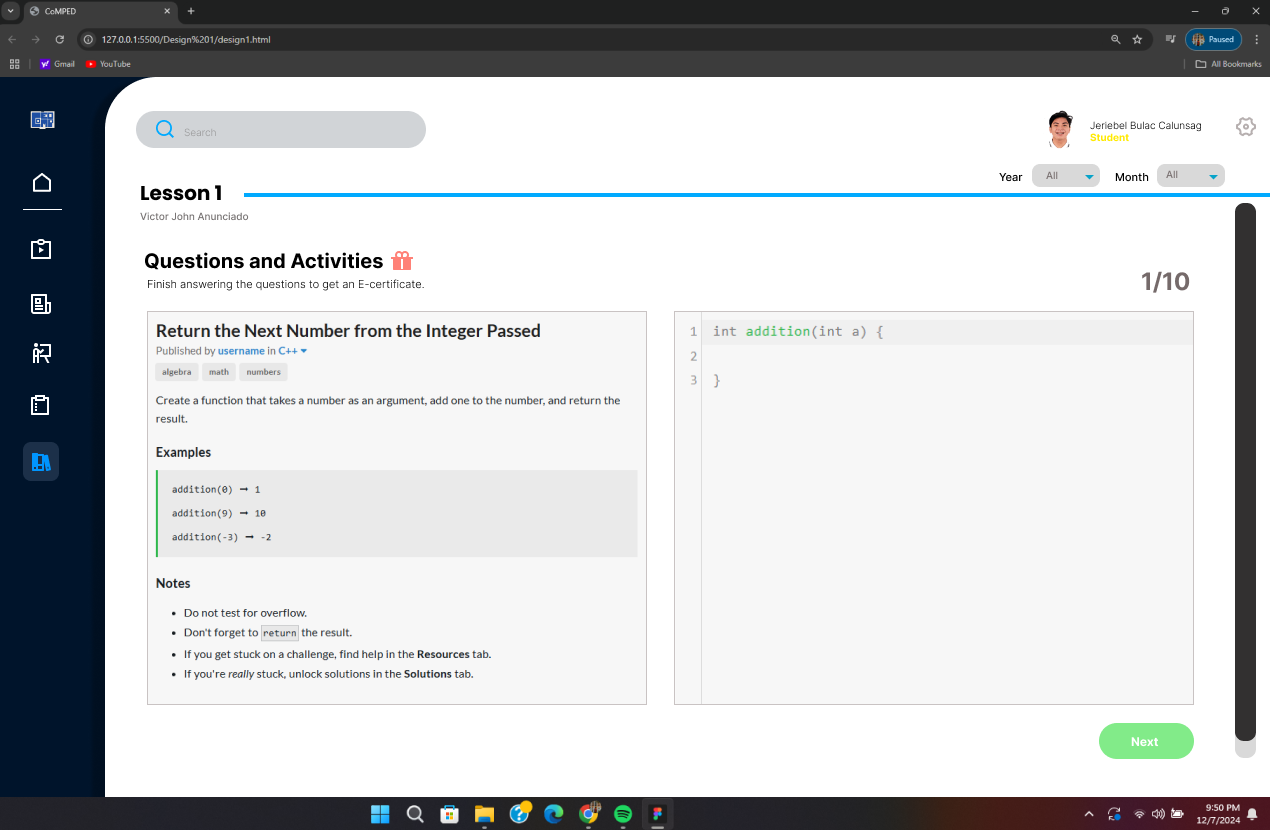 CoMPED
127.0.0.1:5500/Design%201/design1.html
Paused
Gmail
YouTube
All Bookmarks
Search
Jeriebel Bulac Calunsag
Student
Year
All
Month
All
Lesson 1
Victor John Anunciado
Questions and Activities
Finish answering the questions to get an E-certificate.
1/10
Return the Next Number from the Integer Passed
Published by username in C++
algebra
math
numbers
Create a function that takes a number as an argument, add one to the number, and return the
result.
Examples
addition(0) ➞ 1
addition(9) ➞ 10
addition(-3) ➞ -2
Notes
• Do not test for overflow.
• Don't forget to return the result.
• If you get stuck on a challenge, find help in the Resources tab.
• If you're really stuck, unlock solutions in the Solutions tab.
1 int addition(int a) {
2
3 }
Next
9:50 PM
12/7/2024